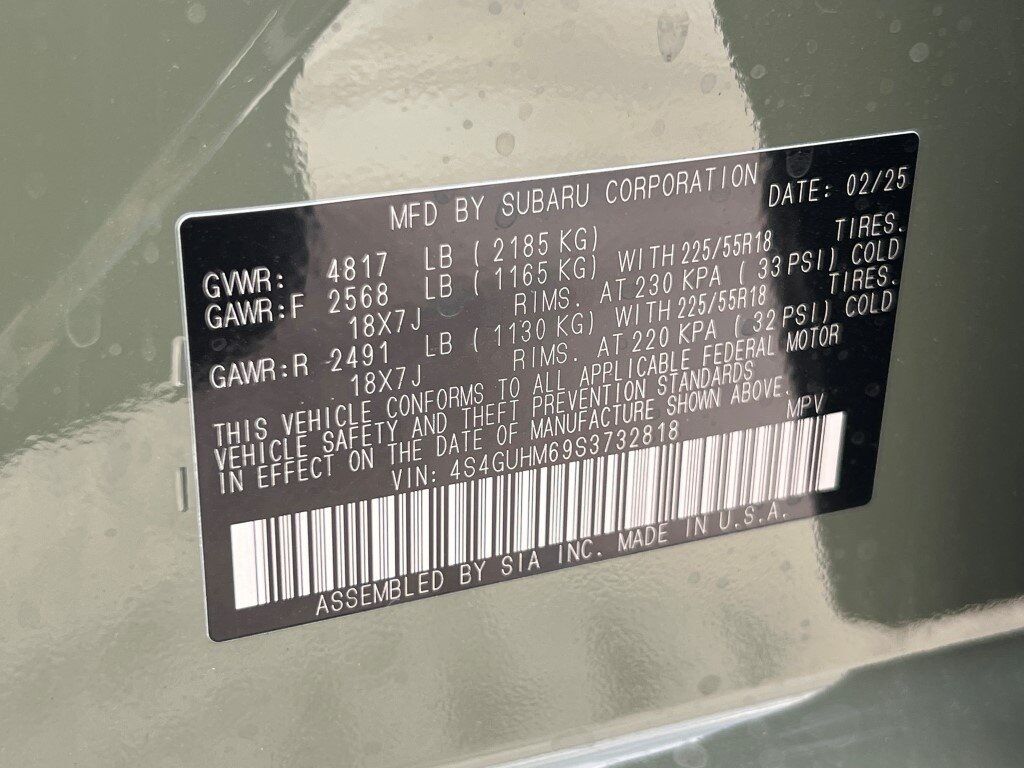 MFD BY SUBARU CORPORATION DATE: 02/25
GVWR: 4817 LB ( 2185 KG)
GAWR:F 2568 LB ( 1165 KG) WITH 225/55R18 TIRES.
18X7J RIMS. AT 230 KPA ( 33 PSI) COLD
GAWR:R 2491 LB ( 1130 KG) WITH 225/55R18 TIRES.
18X7J RIMS. AT 220 KPA ( 32 PSI) COLD
THIS VEHICLE CONFORMS TO ALL APPLICABLE FEDERAL MOTOR
VEHICLE SAFETY AND THEFT PREVENTION STANDARDS
IN EFFECT ON THE DATE OF MANUFACTURE SHOWN ABOVE.
VIN: 4S4GUHM69S3732818 MPV
ASSEMBLED BY SIA INC. MADE IN U.S.A.